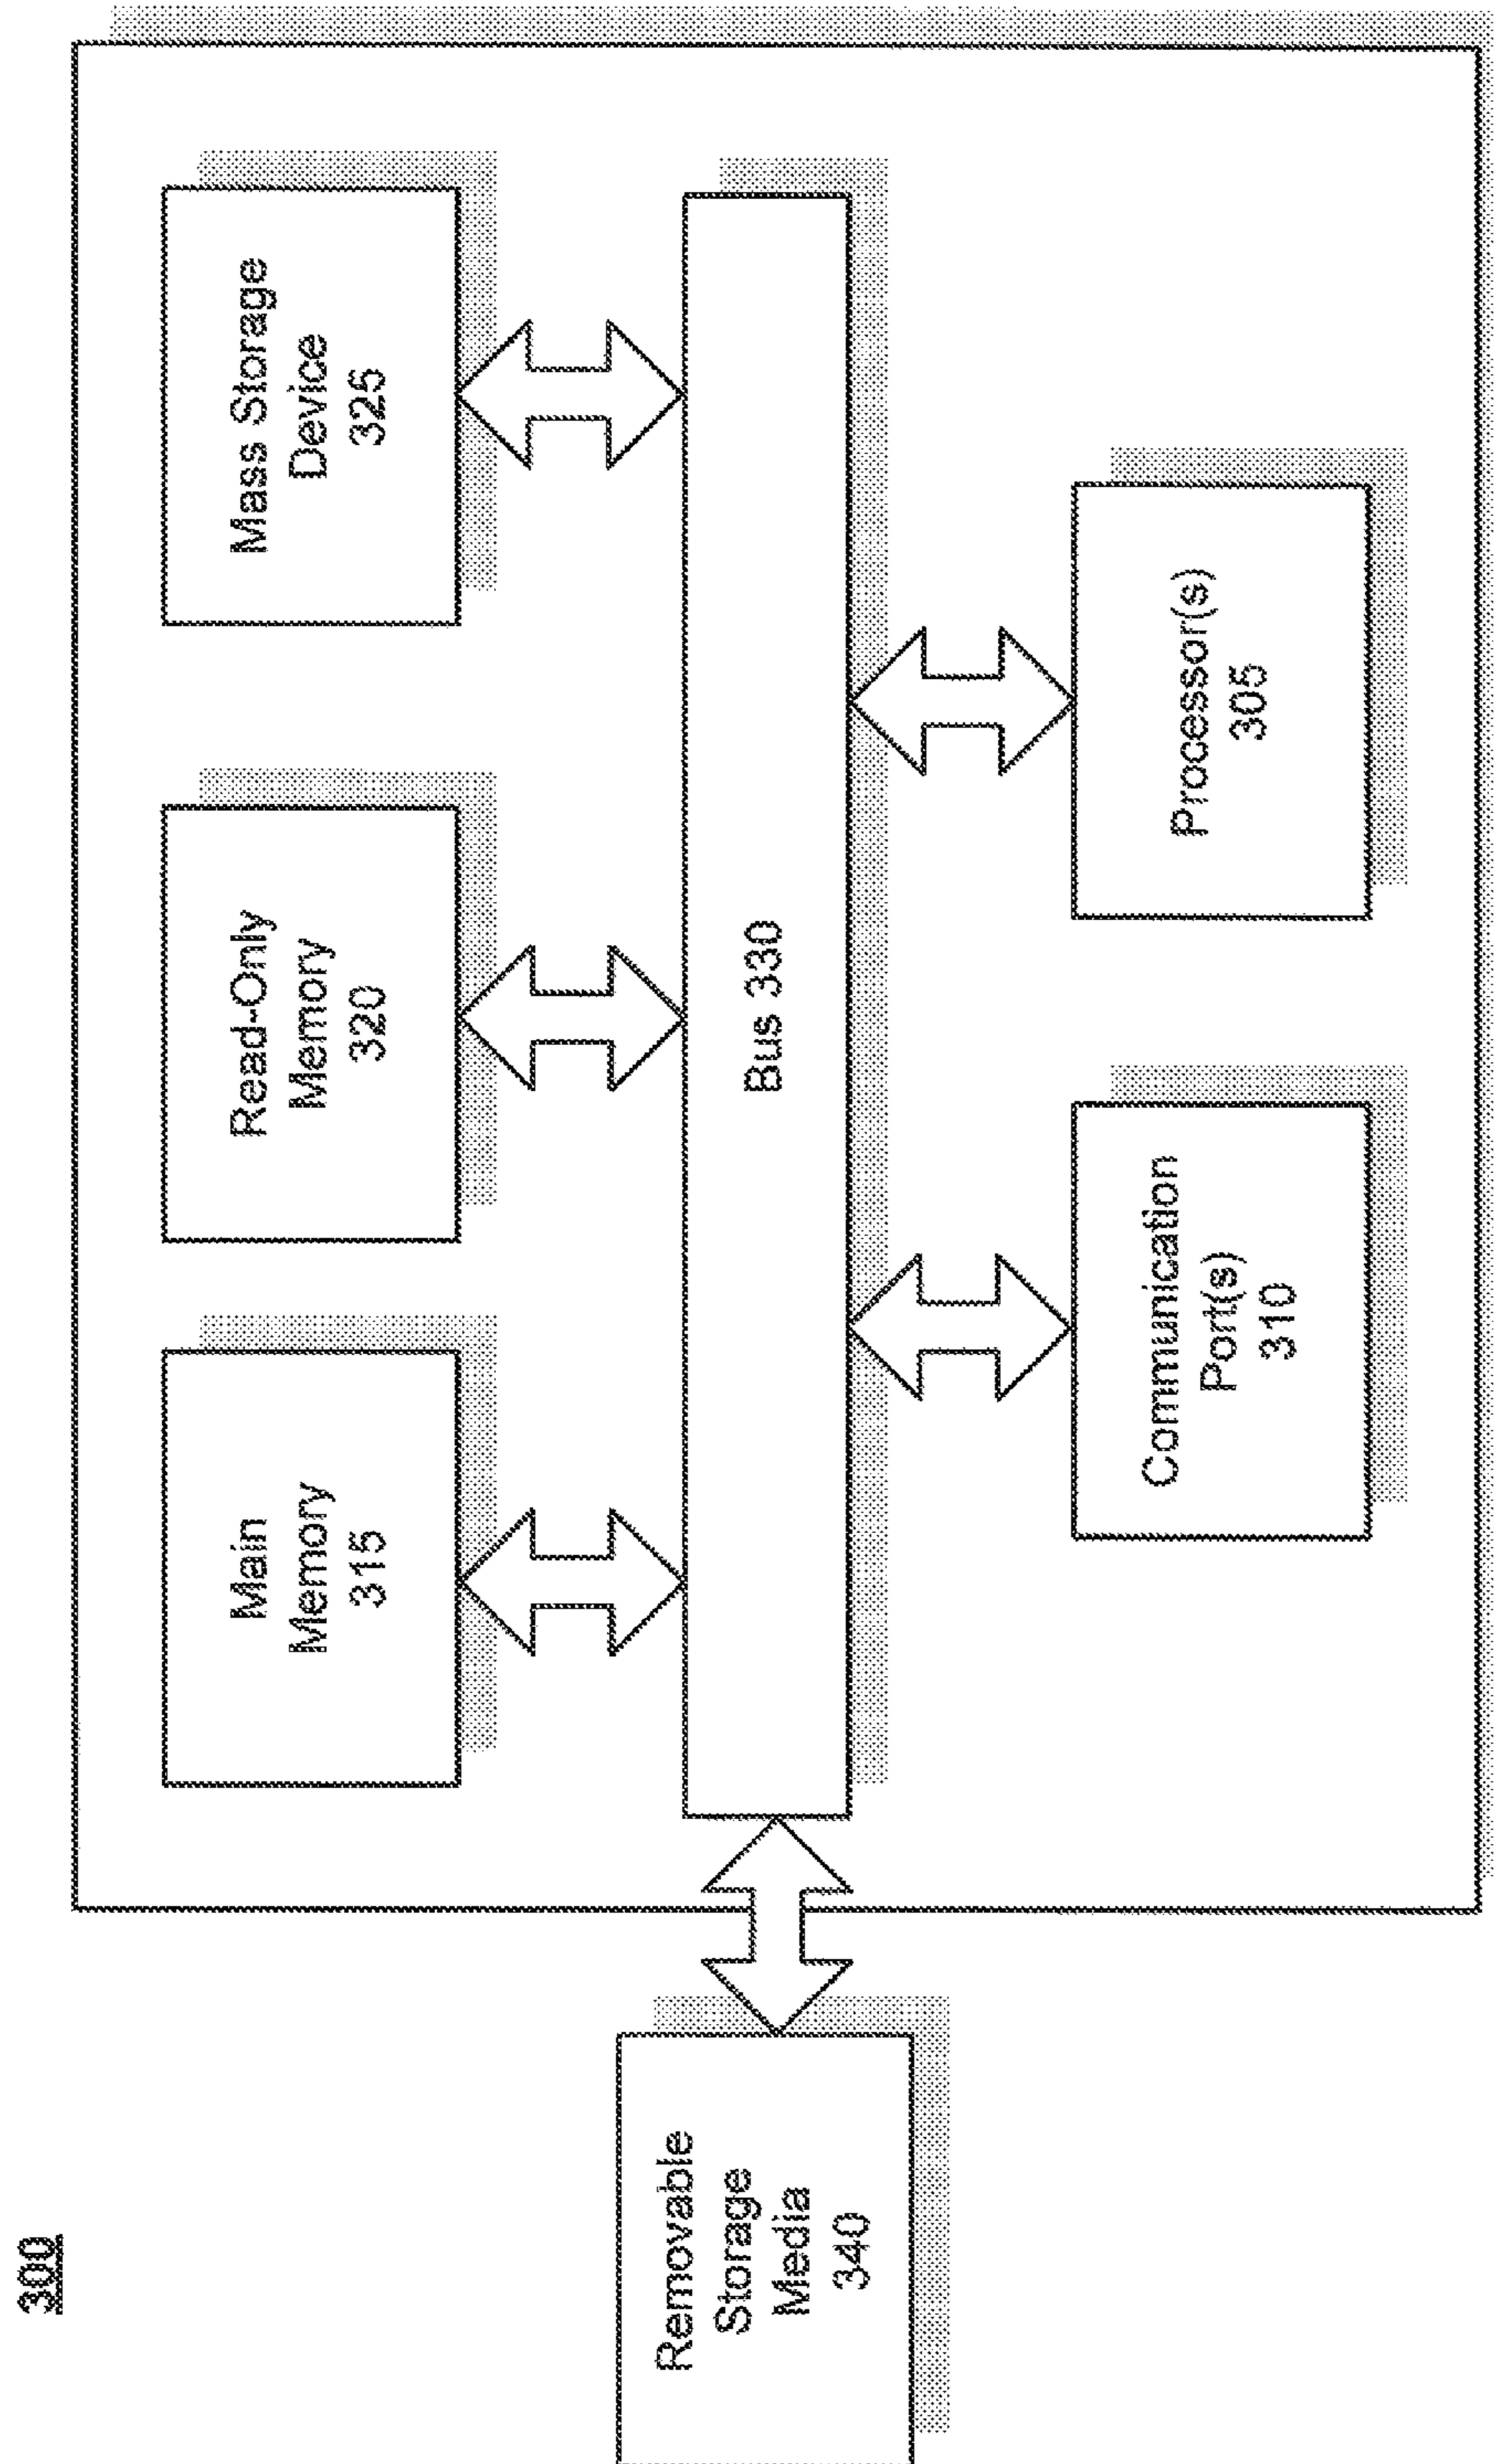 300
Main
Memory
315
Read-Only
Memory
320
Mass Storage
Device
325
Removable
Storage
Media
340
Bus 330
Communication
Port(s)
310
Processor(s)
305